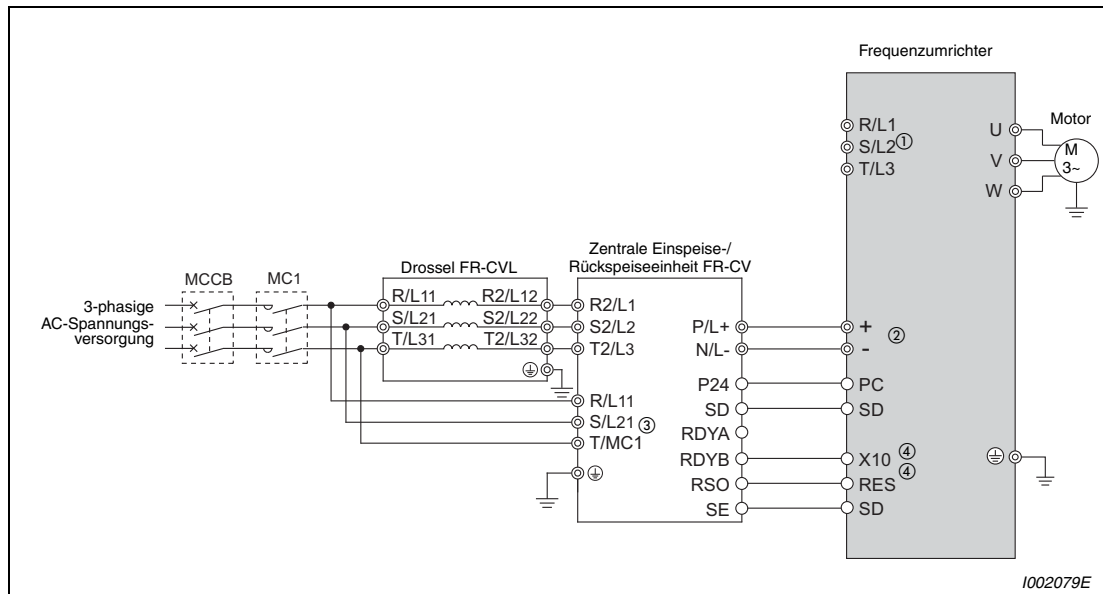 Frequenzumrichter
R/L1
S/L2 ①
T/L3
U
V
W
Motor
M
3~
MCCB
MC1
3-phasige
AC-Spannungs-
versorgung
Drossel FR-CVL
R/L11 R2/L12
S/L21 S2/L22
T/L31 T2/L32
Zentrale Einspeise-/
Rückspeiseeinheit FR-CV
R2/L1
S2/L2
T2/L3
R/L11
S/L21 ③
T/MC1
P/L+
N/L-
P24
SD
RDYA
RDYB
RSO
SE
+
②
-
PC
SD
X10 ④
RES ④
SD
I002079E